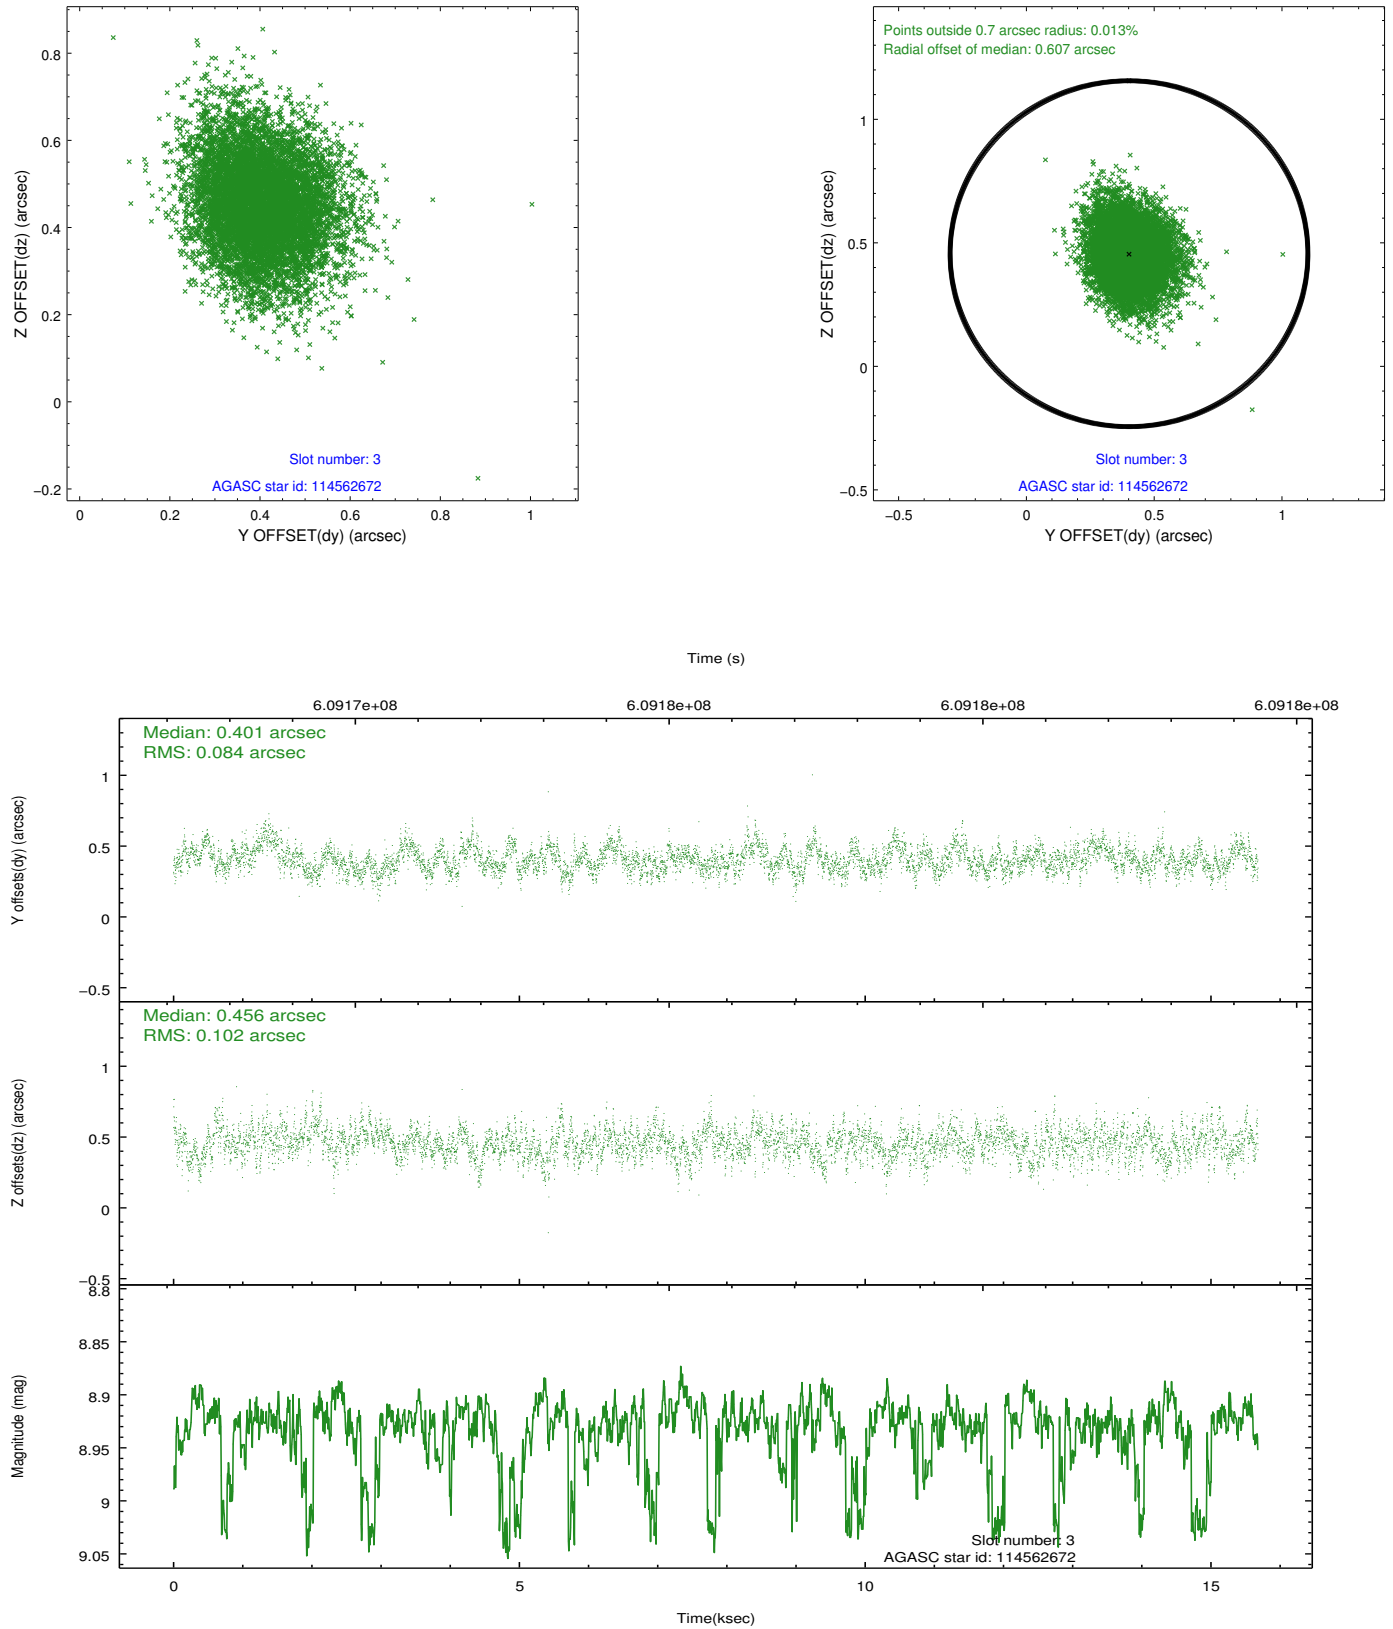 0.8
0.6
0.4
0.2
0
−0.2
Z OFFSET(dz) (arcsec)
Slot number: 3
AGASC star id: 114562672
0 0.2 0.4 0.6 0.8 1
Y OFFSET(dy) (arcsec)
Points outside 0.7 arcsec radius: 0.013%
Radial offset of median: 0.607 arcsec
1
0.5
0
−0.5
Z OFFSET(dz) (arcsec)
Slot number: 3
AGASC star id: 114562672
−0.5 0 0.5 1
Y OFFSET(dy) (arcsec)
Time (s)
6.0917e+08 6.0918e+08 6.0918e+08 6.0918e+08
Median: 0.401 arcsec
RMS: 0.084 arcsec
1
0.5
0
−0.5
Y offsets(dy) (arcsec)
Median: 0.456 arcsec
RMS: 0.102 arcsec
1
0.5
0
−0.5
Z offsets(dz) (arcsec)
8.8
8.85
8.9
8.95
9
9.05
Magnitude (mag)
Slot number: 3
AGASC star id: 114562672
0 5 10 15
Time(ksec)